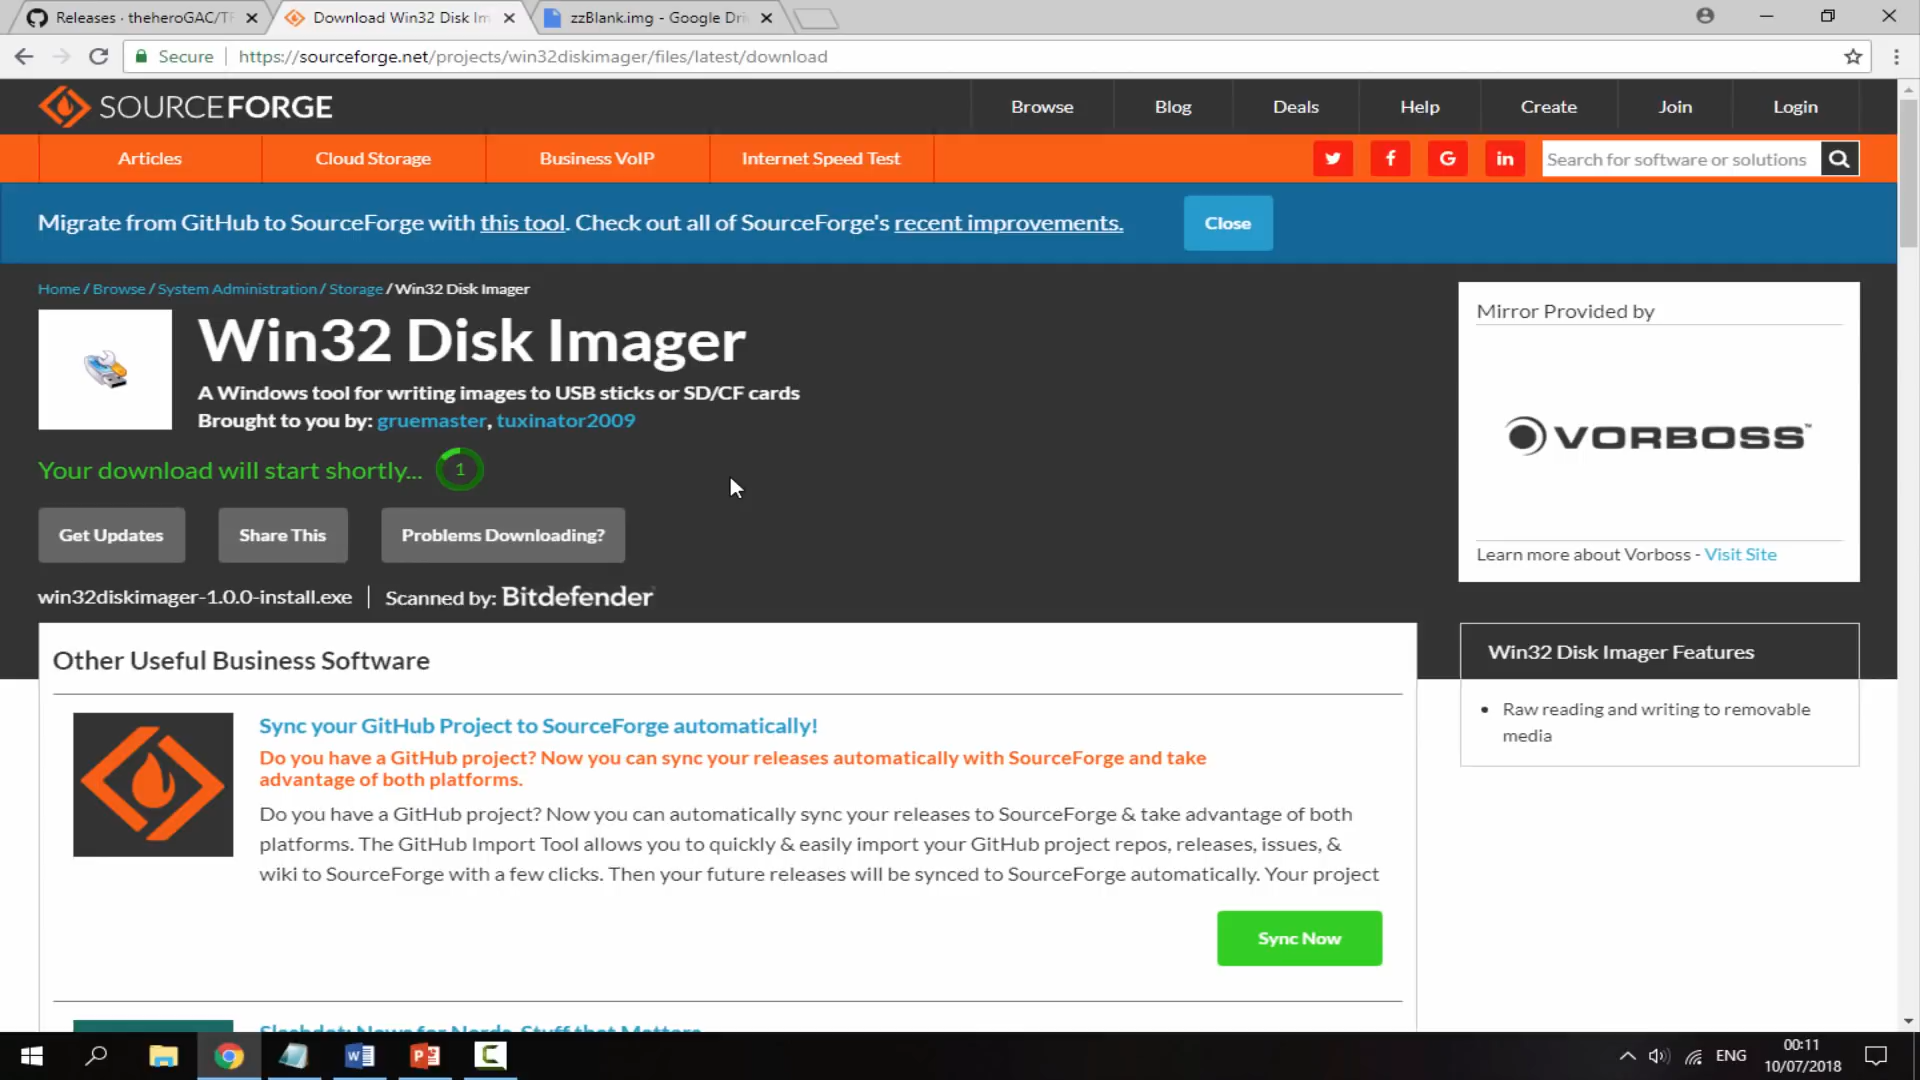 Releases · theheroGAC/TF
Download Win32 Disk Im
zzBlank.img - Google Dri
Secure
https://sourceforge.net/projects/win32diskimager/files/latest/download
SOURCEFORGE
Browse
Blog
Deals
Help
Create
Join
Login
Articles
Cloud Storage
Business VoIP
Internet Speed Test
G
in
Search for software or solutions
Migrate from GitHub to SourceForge with this tool. Check out all of SourceForge's recent improvements.
Close
Home / Browse / System Administration / Storage / Win32 Disk Imager
Win32 Disk Imager
A Windows tool for writing images to USB sticks or SD/CF cards
Brought to you by: gruemaster, tuxinator2009
Your download will start shortly... 1
Get Updates
Share This
Problems Downloading?
win32diskimager-1.0.0-install.exe
Scanned by: Bitdefender
Mirror Provided by
VORBOSS™
Learn more about Vorboss - Visit Site
Other Useful Business Software
Sync your GitHub Project to SourceForge automatically!
Do you have a GitHub project? Now you can sync your releases automatically with SourceForge and take
advantage of both platforms.
Do you have a GitHub project? Now you can automatically sync your releases to SourceForge & take advantage of both
platforms. The GitHub Import Tool allows you to quickly & easily import your GitHub project repos, releases, issues, &
wiki to SourceForge with a few clicks. Then your future releases will be synced to SourceForge automatically. Your project
Sync Now
Slashdot: News for Nerds. Stuff that Matters
Win32 Disk Imager Features
• Raw reading and writing to removable
media
ENG
00:11
10/07/2018